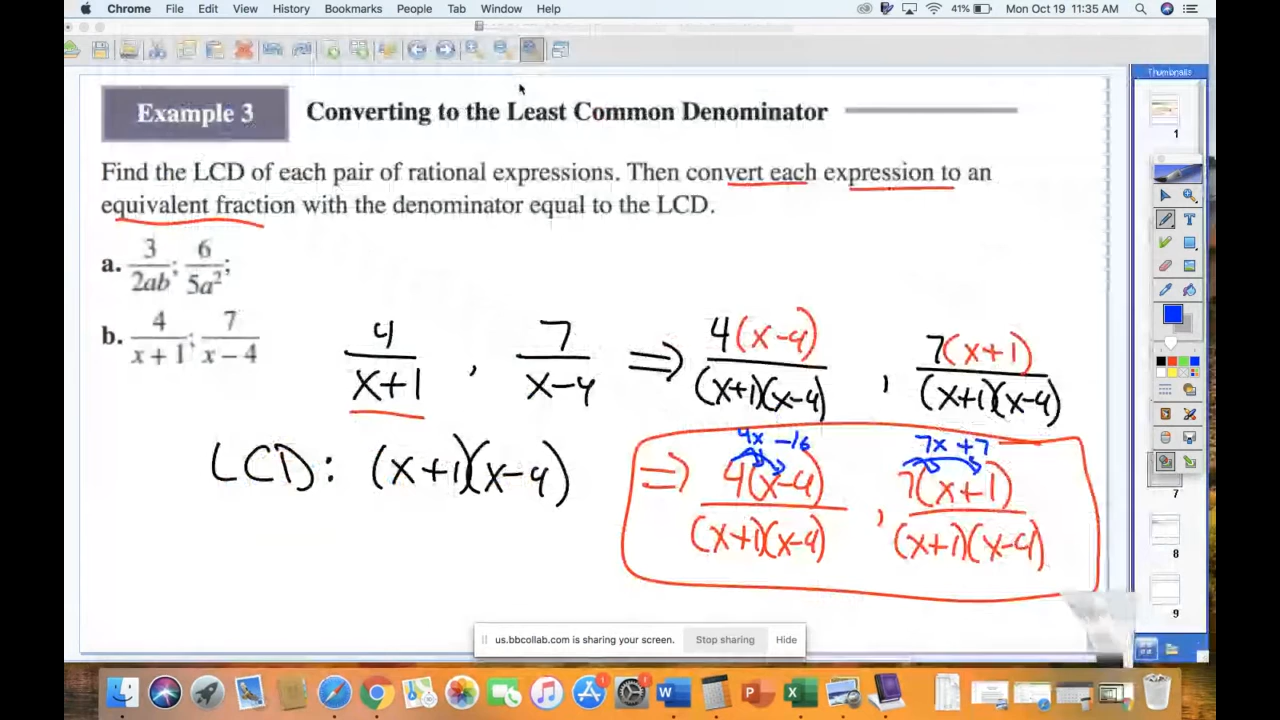 Chrome File Edit View History Bookmarks People Tab Window Help 41% Mon Oct 19 11:35 AM
Thumbnails
Example 3 Converting to the Least Common Denominator
Find the LCD of each pair of rational expressions. Then convert each expression to an
equivalent fraction with the denominator equal to the LCD.
a. 3/2ab; 6/5a²;
b. 4/x + 1; 7/x − 4
4/x+1 , 7/x-4 ⇒ 4(x-4)/(x+1)(x-4) , 7(x+1)/(x+1)(x-4)
LCD: (x+1)(x-4)
4x -16 7x +7
⇒ 4(x-4)/(x+1)(x-4) , 7(x+1)/(x+1)(x-4)
us.bbcollab.com is sharing your screen. Stop sharing Hide
1
7
8
9
T
W
P
X